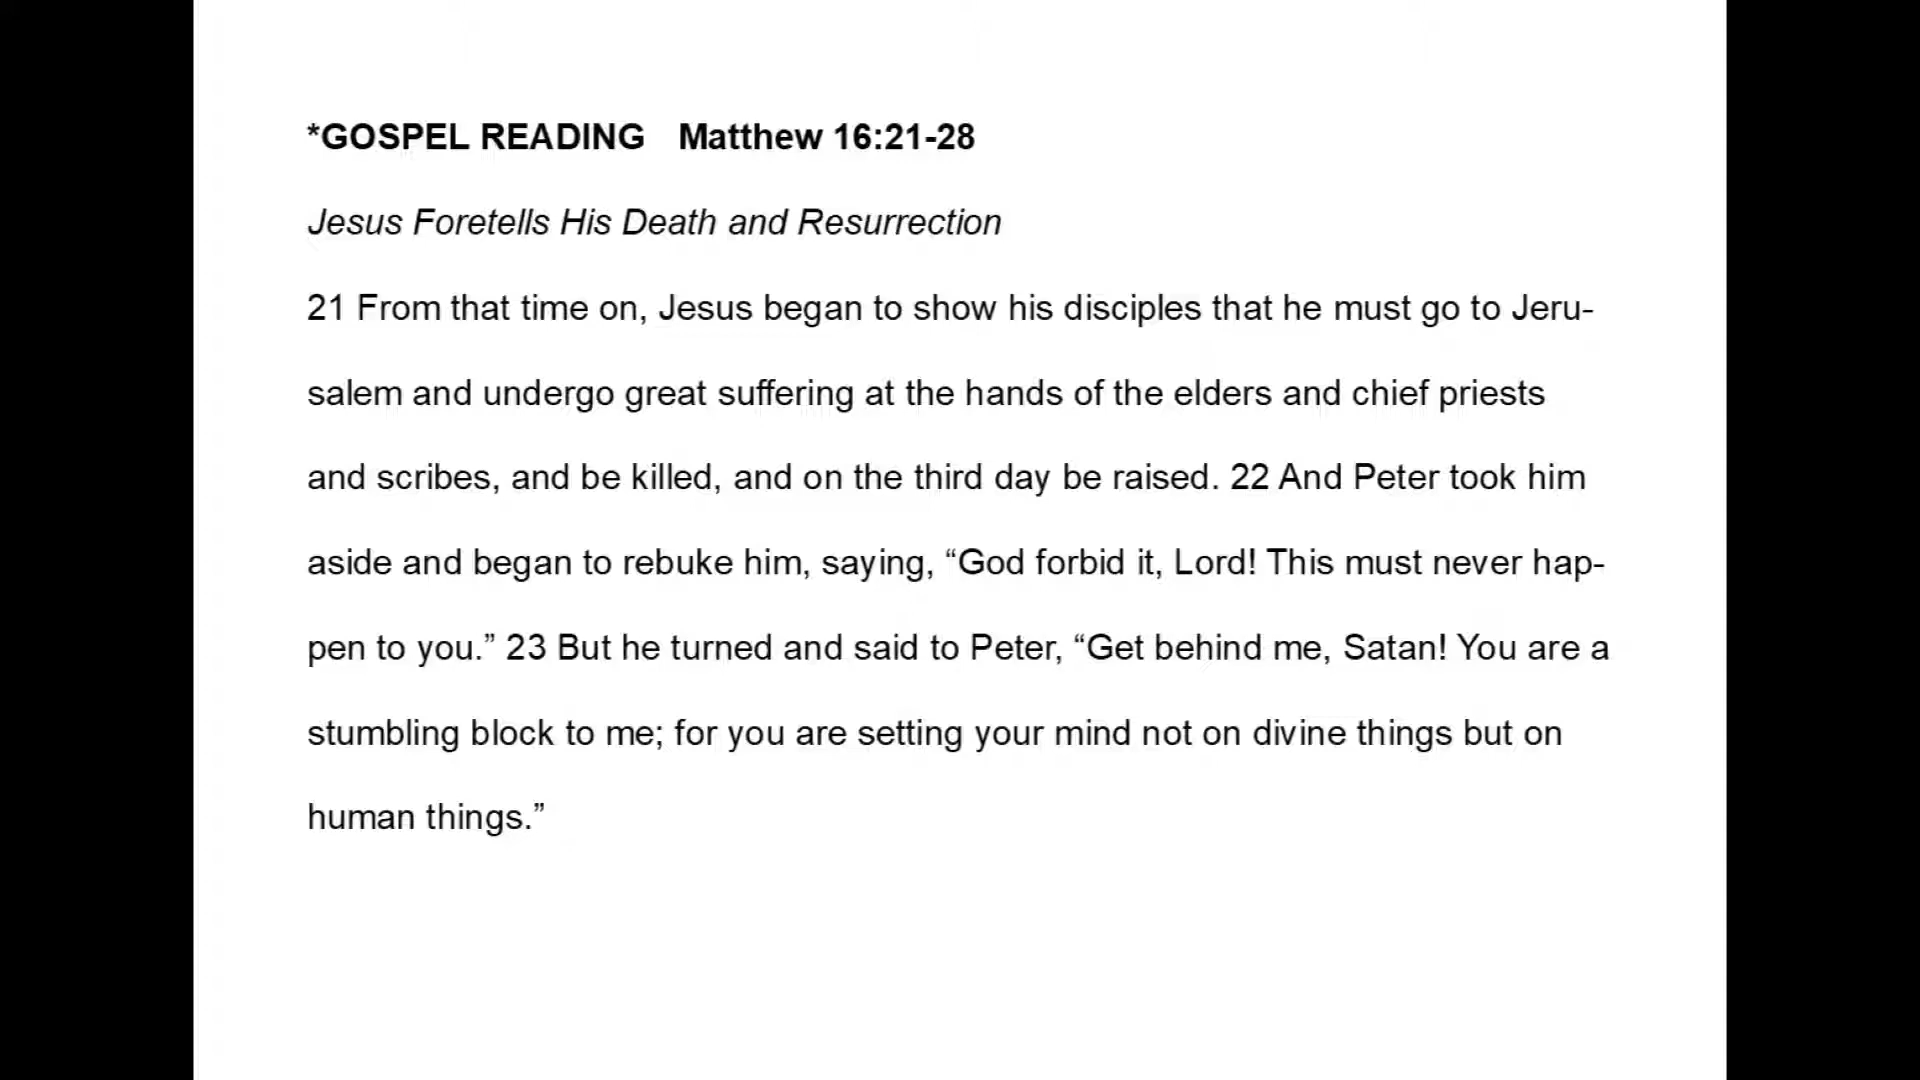 *GOSPEL READING Matthew 16:21-28
Jesus Foretells His Death and Resurrection
21 From that time on, Jesus began to show his disciples that he must go to Jeru-
salem and undergo great suffering at the hands of the elders and chief priests
and scribes, and be killed, and on the third day be raised. 22 And Peter took him
aside and began to rebuke him, saying, “God forbid it, Lord! This must never hap-
pen to you.” 23 But he turned and said to Peter, “Get behind me, Satan! You are a
stumbling block to me; for you are setting your mind not on divine things but on
human things.”